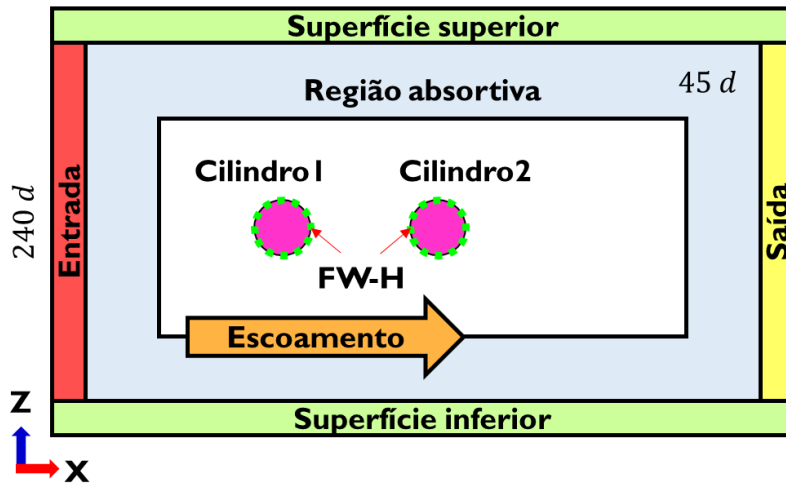 Superfície superior
Região absortiva
45 d
Cilindro1
Cilindro2
240 d
Entrada
Saída
FW-H
Escoamento
Superfície inferior
Z
X